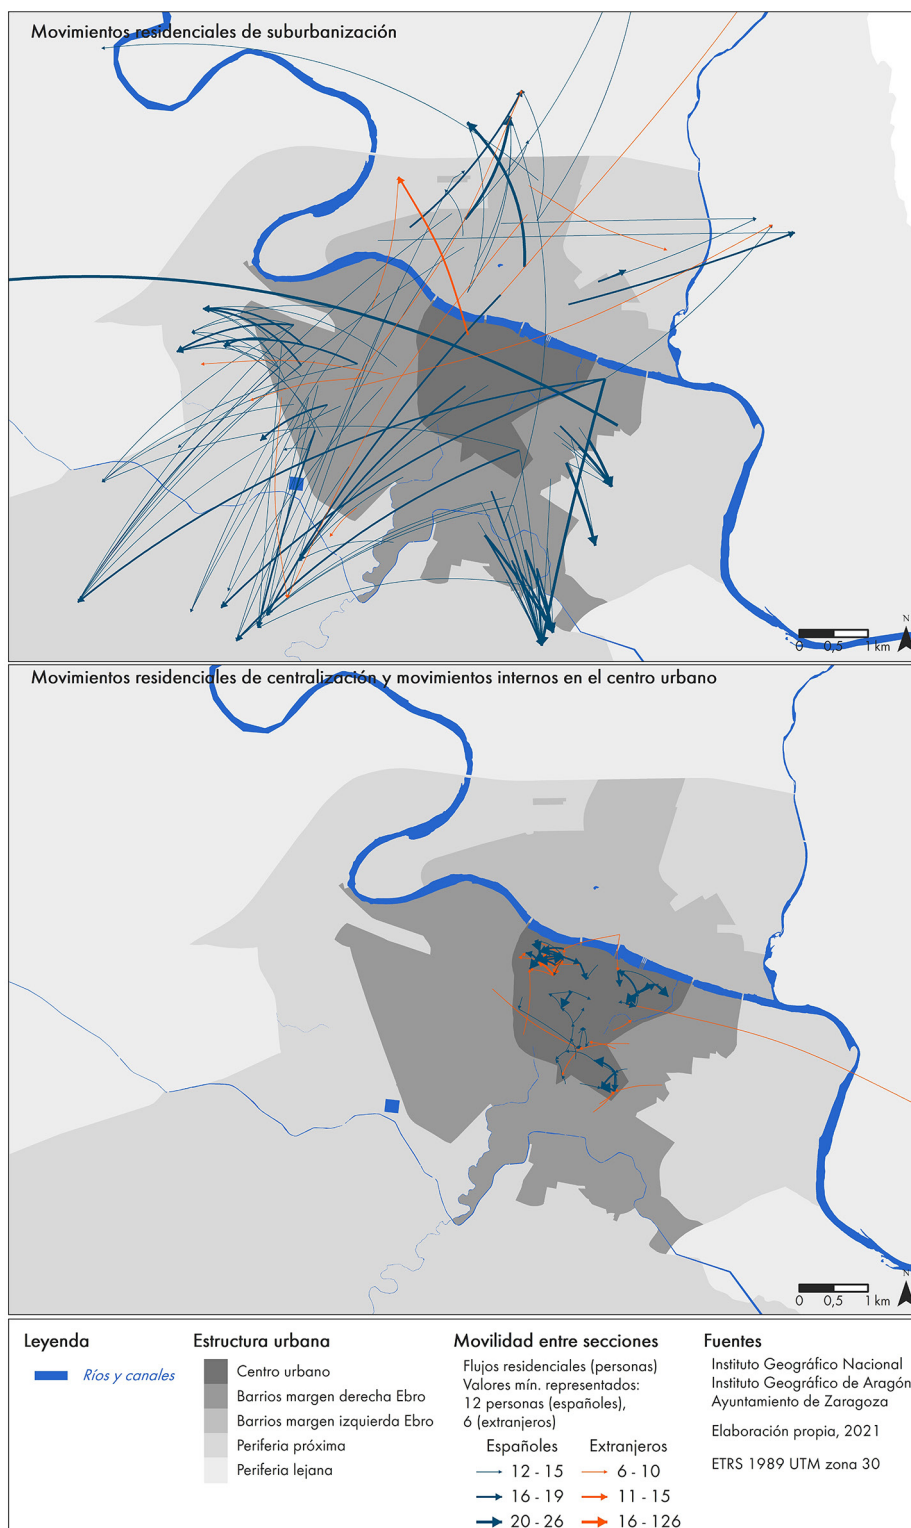 Movimientos residenciales de suburbanización
N
0 0,5 1 km
Movimientos residenciales de centralización y movimientos internos en el centro urbano
N
0 0,5 1 km
Leyenda
Ríos y canales
Estructura urbana
Centro urbano
Barrios margen derecha Ebro
Barrios margen izquierda Ebro
Periferia próxima
Periferia lejana
Movilidad entre secciones
Flujos residenciales (personas)
Valores mín. representados:
12 personas (españoles),
6 (extranjeros)
Españoles Extranjeros
12 - 15 6 - 10
16 - 19 11 - 15
20 - 26 16 - 126
Fuentes
Instituto Geográfico Nacional
Instituto Geográfico de Aragón
Ayuntamiento de Zaragoza
Elaboración propia, 2021
ETRS 1989 UTM zona 30